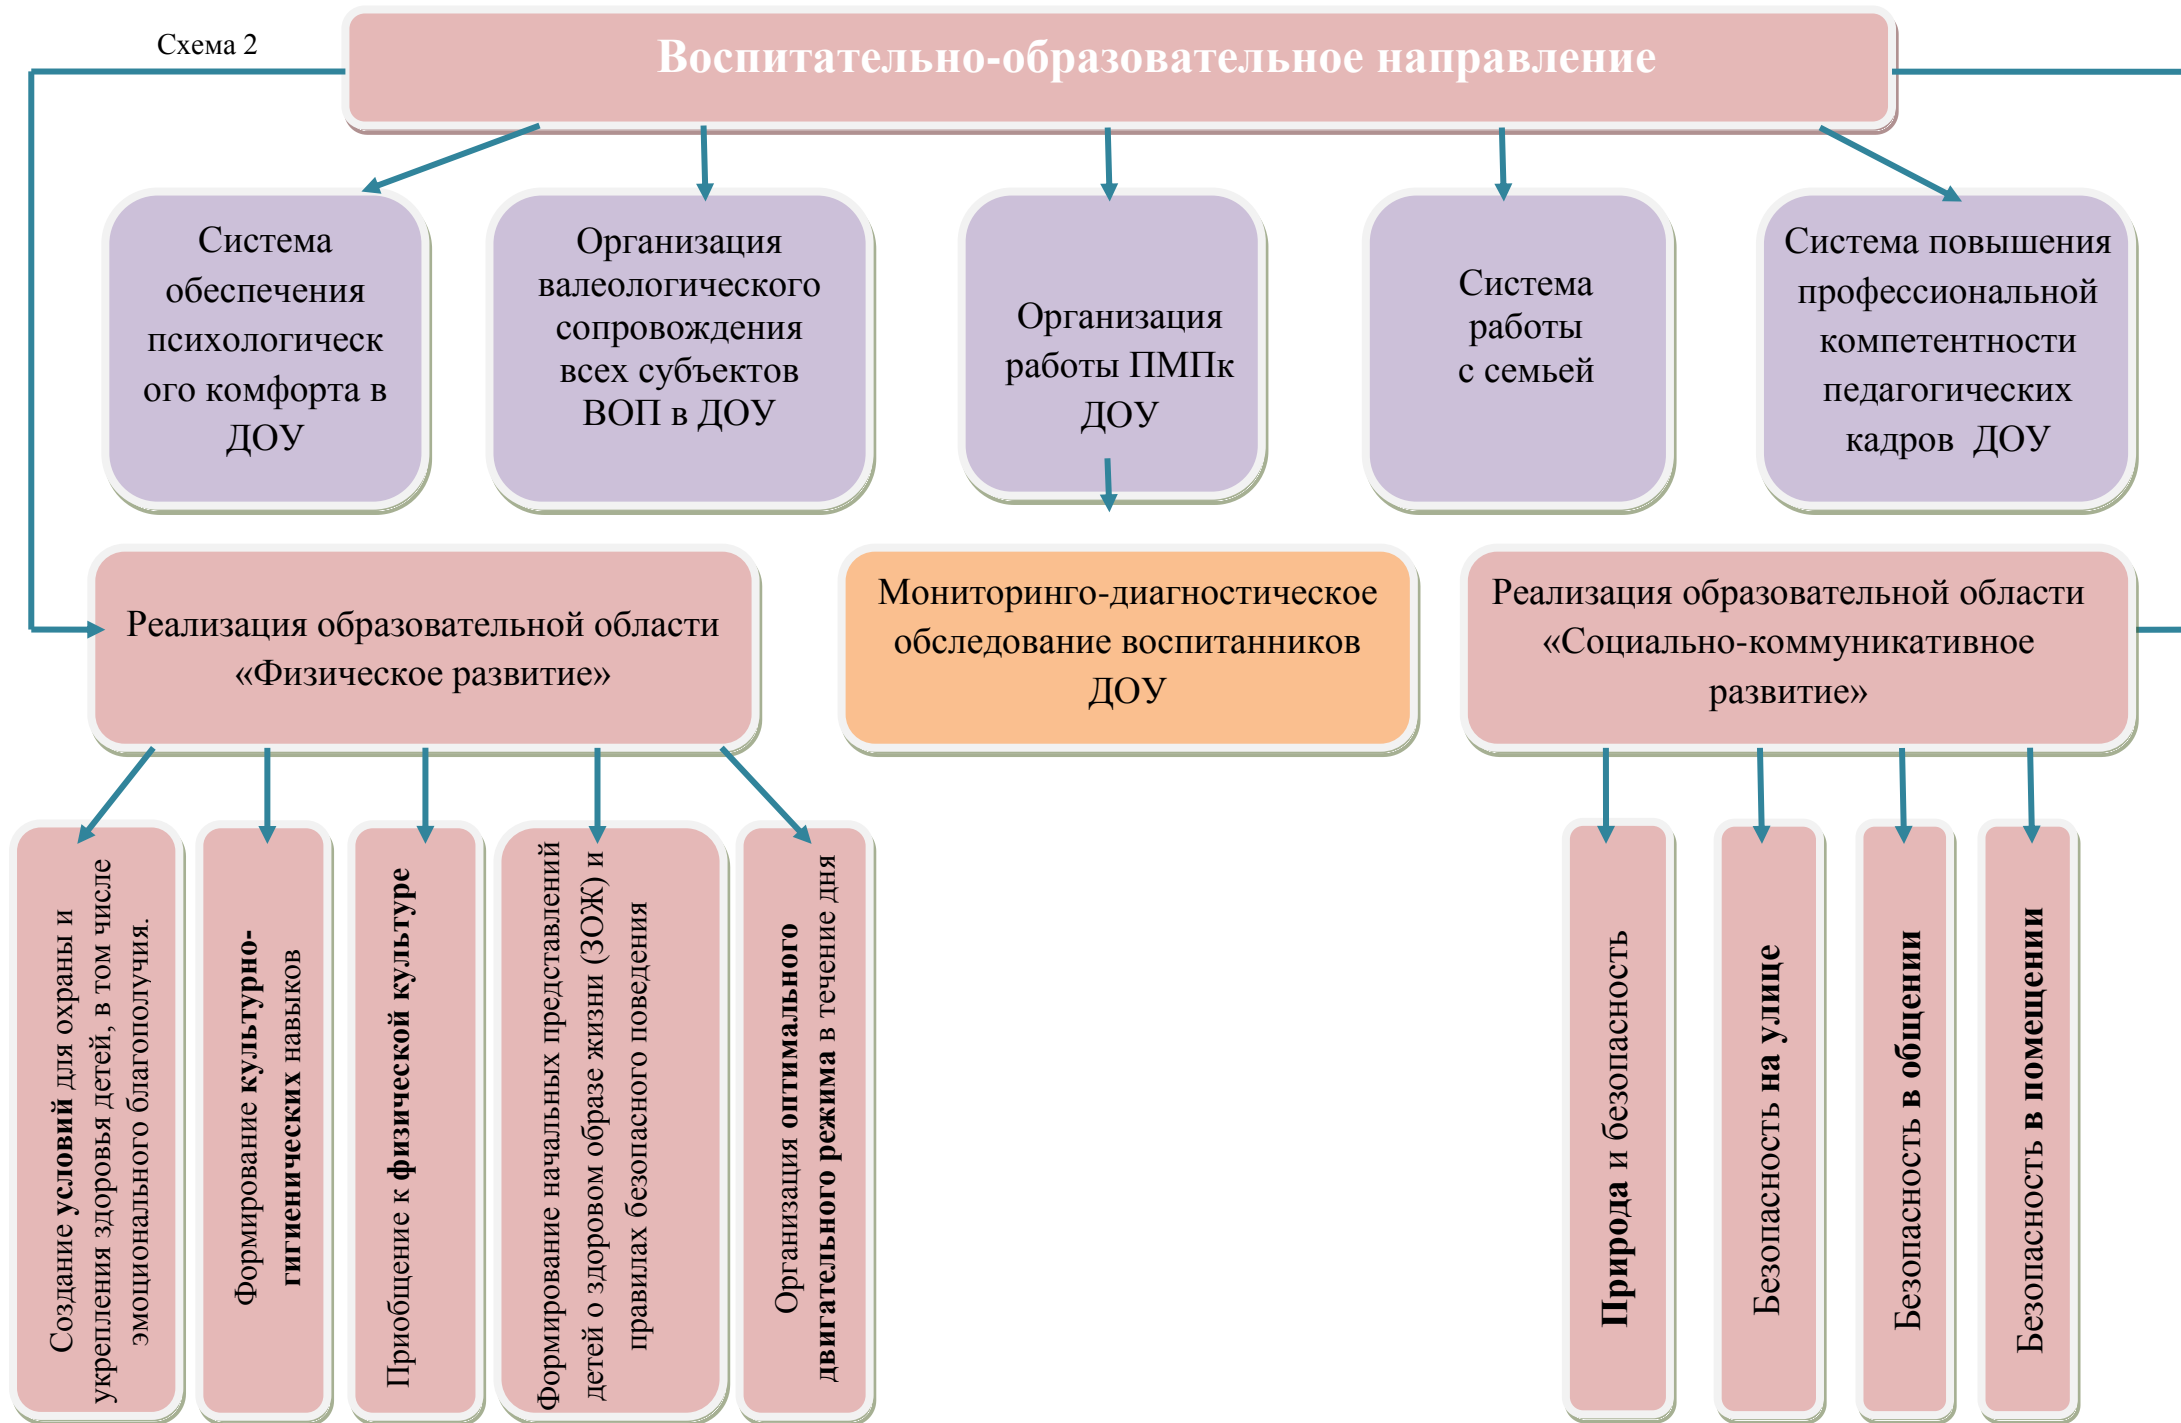 Схема 2
Воспитательно-образовательное направление
Система
обеспечения
психологическ
ого комфорта в
ДОУ
Организация
валеологического
сопровождения
всех субъектов
ВОП в ДОУ
Организация
работы ПМПк
ДОУ
Система
работы
с семьей
Система повышения
профессиональной
компетентности
педагогических
кадров ДОУ
Реализация образовательной области
«Физическое развитие»
Мониторинго-диагностическое
обследование воспитанников
ДОУ
Реализация образовательной области
«Социально-коммуникативное
развитие»
Создание условий для охраны и
укрепления здоровья детей, в том числе
эмоционального благополучия.
Формирование культурно-
гигиенических навыков
Приобщение к физической культуре
Формирование начальных представлений
детей о здоровом образе жизни (ЗОЖ) и
правилах безопасного поведения
Организация оптимального
двигательного режима в течение дня
Природа и безопасность
Безопасность на улице
Безопасность в общении
Безопасность в помещении